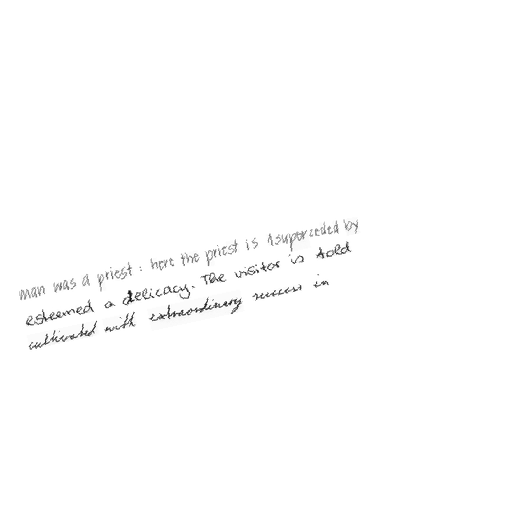 man was a priest : here the priest is superceded by
esteemed a delicacy. The visitor is told
cultivated with extraordinary success in